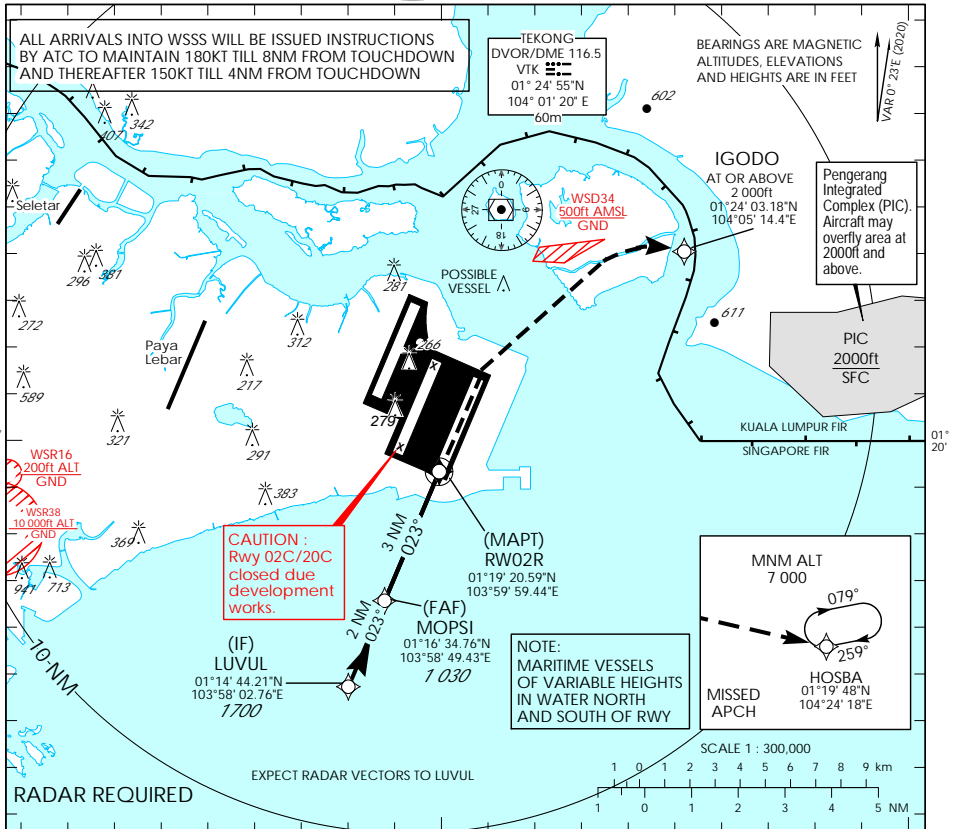 ALL ARRIVALS INTO WSSS WILL BE ISSUED INSTRUCTIONS
BY ATC TO MAINTAIN 180KT TILL 8NM FROM TOUCHDOWN
AND THEREAFTER 150KT TILL 4NM FROM TOUCHDOWN
TEKONG
DVOR/DME 116.5
VTK
01° 24' 55"N
104° 01' 20" E
60m
BEARINGS ARE MAGNETIC
ALTITUDES, ELEVATIONS
AND HEIGHTS ARE IN FEET
VAR 0° 23'E (2020)
407
342
602
IGODO
AT OR ABOVE
2 000ft
01°24' 03.18"N
104°05' 14.4"E
Pengerang
Integrated
Complex (PIC).
Aircraft may
overfly area at
2000ft and
above.
Seletar
0
9
18
27
WSD34
500ft AMSL
GND
296
381
281
POSSIBLE
VESSEL
272
312
611
Paya
Lebar
266
PIC
2000ft
SFC
217
589
x
279
321
291
x
KUALA LUMPUR FIR
SINGAPORE FIR
01°
20'
WSR16
200ft ALT
GND
383
WSR38
10 000ft ALT
GND
369
941
713
CAUTION :
Rwy 02C/20C
closed due
development
works.
3 NM
023°
(MAPT)
RW02R
01°19' 20.59"N
103°59' 59.44"E
2 NM
023°
(FAF)
MOPSI
01°16' 34.76"N
103°58' 49.43"E
1 030
(IF)
LUVUL
01°14' 44.21"N
103°58' 02.76"E
1700
10-NM
NOTE:
MARITIME VESSELS
OF VARIABLE HEIGHTS
IN WATER NORTH
AND SOUTH OF RWY
MNM ALT
7 000
079°
259°
HOSBA
01°19' 48"N
104°24' 18"E
MISSED
APCH
EXPECT RADAR VECTORS TO LUVUL
RADAR REQUIRED
SCALE 1 : 300,000
1 0 1 2 3 4 5 6 7 8 9 km
1 0 1 2 3 4 5 NM